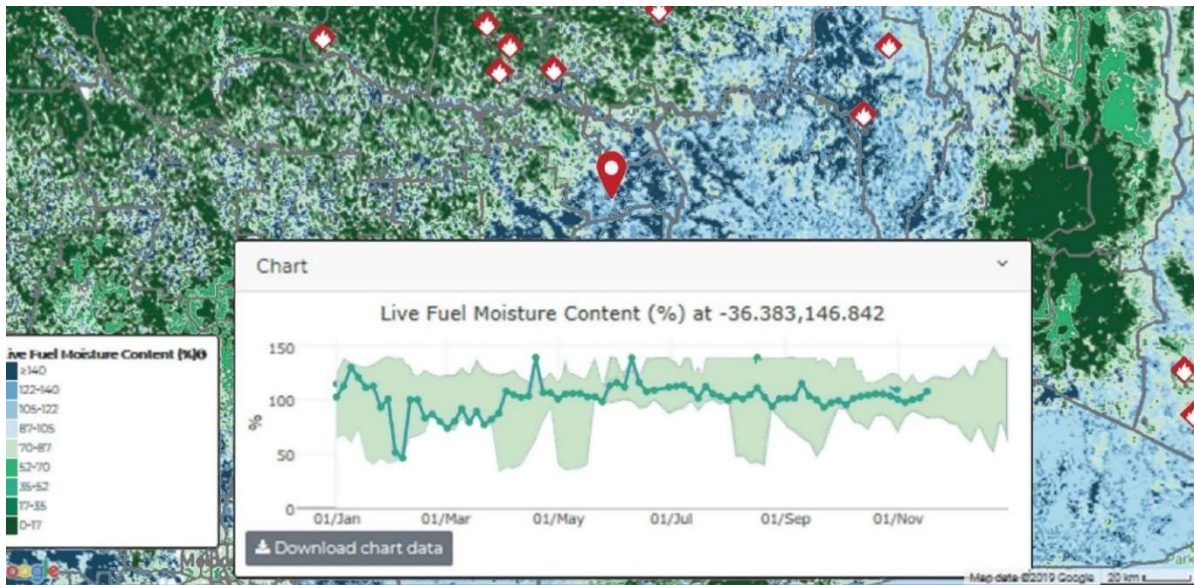 Chart
Live Fuel Moisture Content (%) at -36.383,146.842
150
100
50
0
%
01/Jan 01/Mar 01/May 01/Jul 01/Sep 01/Nov
Download chart data
ive Fuel Moisture Content (%)
≥140
122-140
105-122
87-105
70-87
52-70
35-52
17-35
0-17
oogle
Map data ©2019 Google 20 km